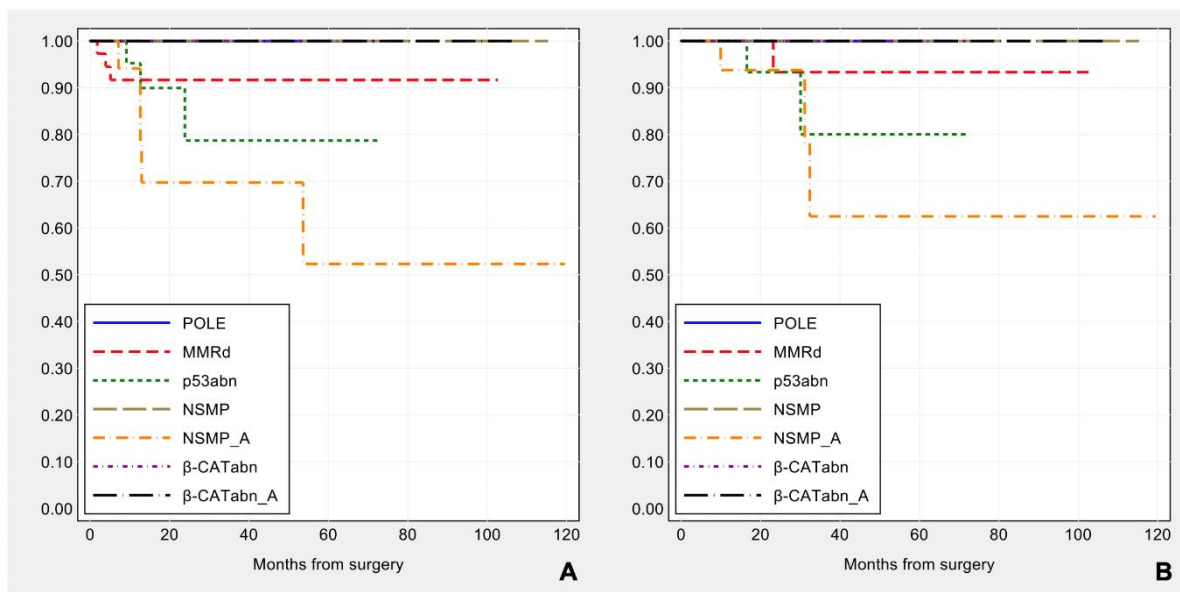 1.00
0.90
0.80
0.70
0.60
0.50
0.40
0.30
0.20
0.10
0.00
POLE
MMRd
p53abn
NSMP
NSMP_A
β-CATabn
β-CATabn_A
0 20 40 60 80 100 120
Months from surgery
A
1.00
0.90
0.80
0.70
0.60
0.50
0.40
0.30
0.20
0.10
0.00
POLE
MMRd
p53abn
NSMP
NSMP_A
β-CATabn
β-CATabn_A
0 20 40 60 80 100 120
Months from surgery
B